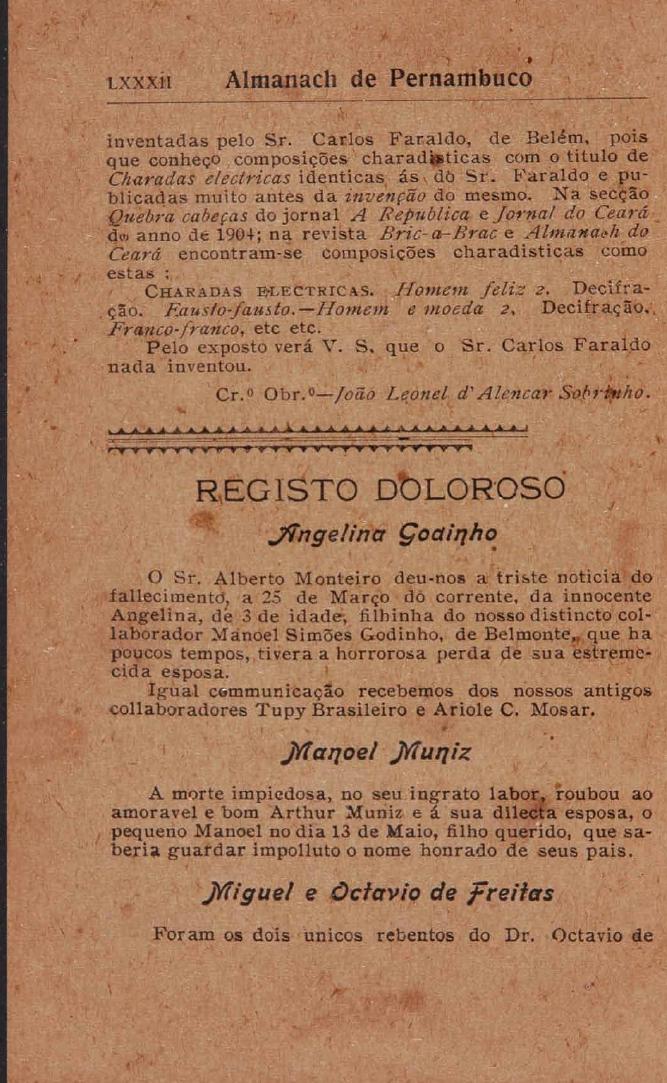 LXXXII Almanach de Pernambuco
inventadas pelo Sr. Carlos Faraldo, de Belém, pois
que conheço composições charadisticas com o titulo de
Charadas electricas identicas ás do Sr. Faraldo e pu-
blicadas muito antes da invenção do mesmo. Na secção
Quebra cabeças do jornal A Republica e Jornal do Ceará
do anno de 1904; na revista Bric-a-Brac e Almanach do
Ceará encontram-se composições charadisticas como
estas :
CHARADAS ELECTRICAS. Homem feliz 2. Decifra-
ção. Fausto-fausto.—Homem e moeda 2, Decifração.
Franco-franco, etc etc.
Pelo exposto verá V. S. que o Sr. Carlos Faraldo
nada inventou.
Cr.º Obr.º—João Leonel d'Alencar Sobrinho.
REGISTO DOLOROSO
Angelina Godinho
O Sr. Alberto Monteiro deu-nos a triste noticia do
fallecimento, a 25 de Março do corrente, da innocente
Angelina, de 3 de idade, filhinha do nosso distincto col-
laborador Manoel Simões Godinho, de Belmonte, que ha
poucos tempos, tivera a horrorosa perda de sua estreme-
cida esposa.
Igual communicação recebemos dos nossos antigos
collaboradores Tupy Brasileiro e Ariole C. Mosar.
Manoel Muniz
A morte impiedosa, no seu ingrato labor, roubou ao
amoravel e bom Arthur Muniz e á sua dilecta esposa, o
pequeno Manoel no dia 13 de Maio, filho querido, que sa-
beria guardar impolluto o nome honrado de seus pais.
Miguel e Octavio de Freitas
Foram os dois unicos rebentos do Dr. Octavio de